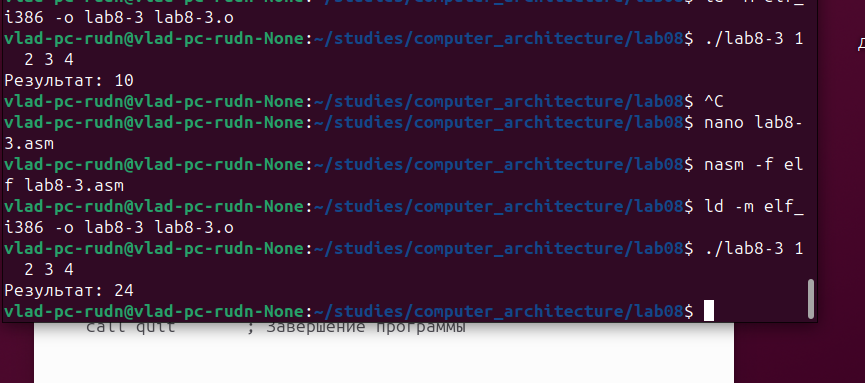 i386 -o lab8-3 lab8-3.o
vlad-pc-rudn@vlad-pc-rudn-None:~/studies/computer_architecture/lab08$ ./lab8-3 1
2 3 4
Результат: 10
vlad-pc-rudn@vlad-pc-rudn-None:~/studies/computer_architecture/lab08$ ^C
vlad-pc-rudn@vlad-pc-rudn-None:~/studies/computer_architecture/lab08$ nano lab8-
3.asm
vlad-pc-rudn@vlad-pc-rudn-None:~/studies/computer_architecture/lab08$ nasm -f el
f lab8-3.asm
vlad-pc-rudn@vlad-pc-rudn-None:~/studies/computer_architecture/lab08$ ld -m elf_
i386 -o lab8-3 lab8-3.o
vlad-pc-rudn@vlad-pc-rudn-None:~/studies/computer_architecture/lab08$ ./lab8-3 1
2 3 4
Результат: 24
vlad-pc-rudn@vlad-pc-rudn-None:~/studies/computer_architecture/lab08$
call quit ; Завершение программы